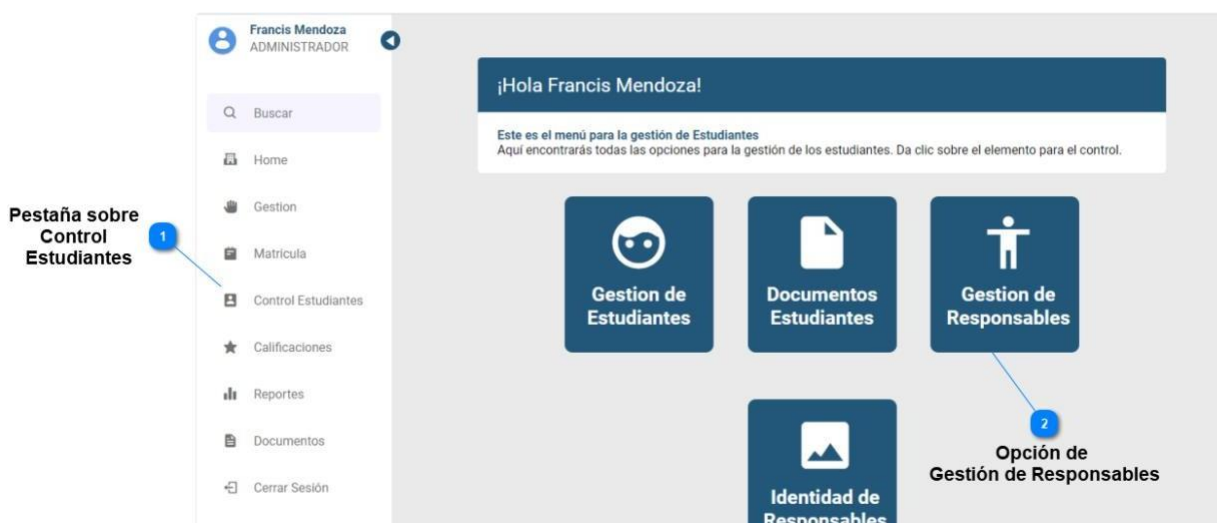 Francis Mendoza
ADMINISTRADOR
Buscar
Home
Gestion
Matricula
Control Estudiantes
Calificaciones
Reportes
Documentos
Cerrar Sesión
Pestaña sobre
Control
Estudiantes
1
¡Hola Francis Mendoza!
Este es el menú para la gestión de Estudiantes
Aquí encontrarás todas las opciones para la gestión de los estudiantes. Da clic sobre el elemento para el control.
Gestion de
Estudiantes
Documentos
Estudiantes
Gestion de
Responsables
Identidad de
Responsables
2
Opción de
Gestión de Responsables